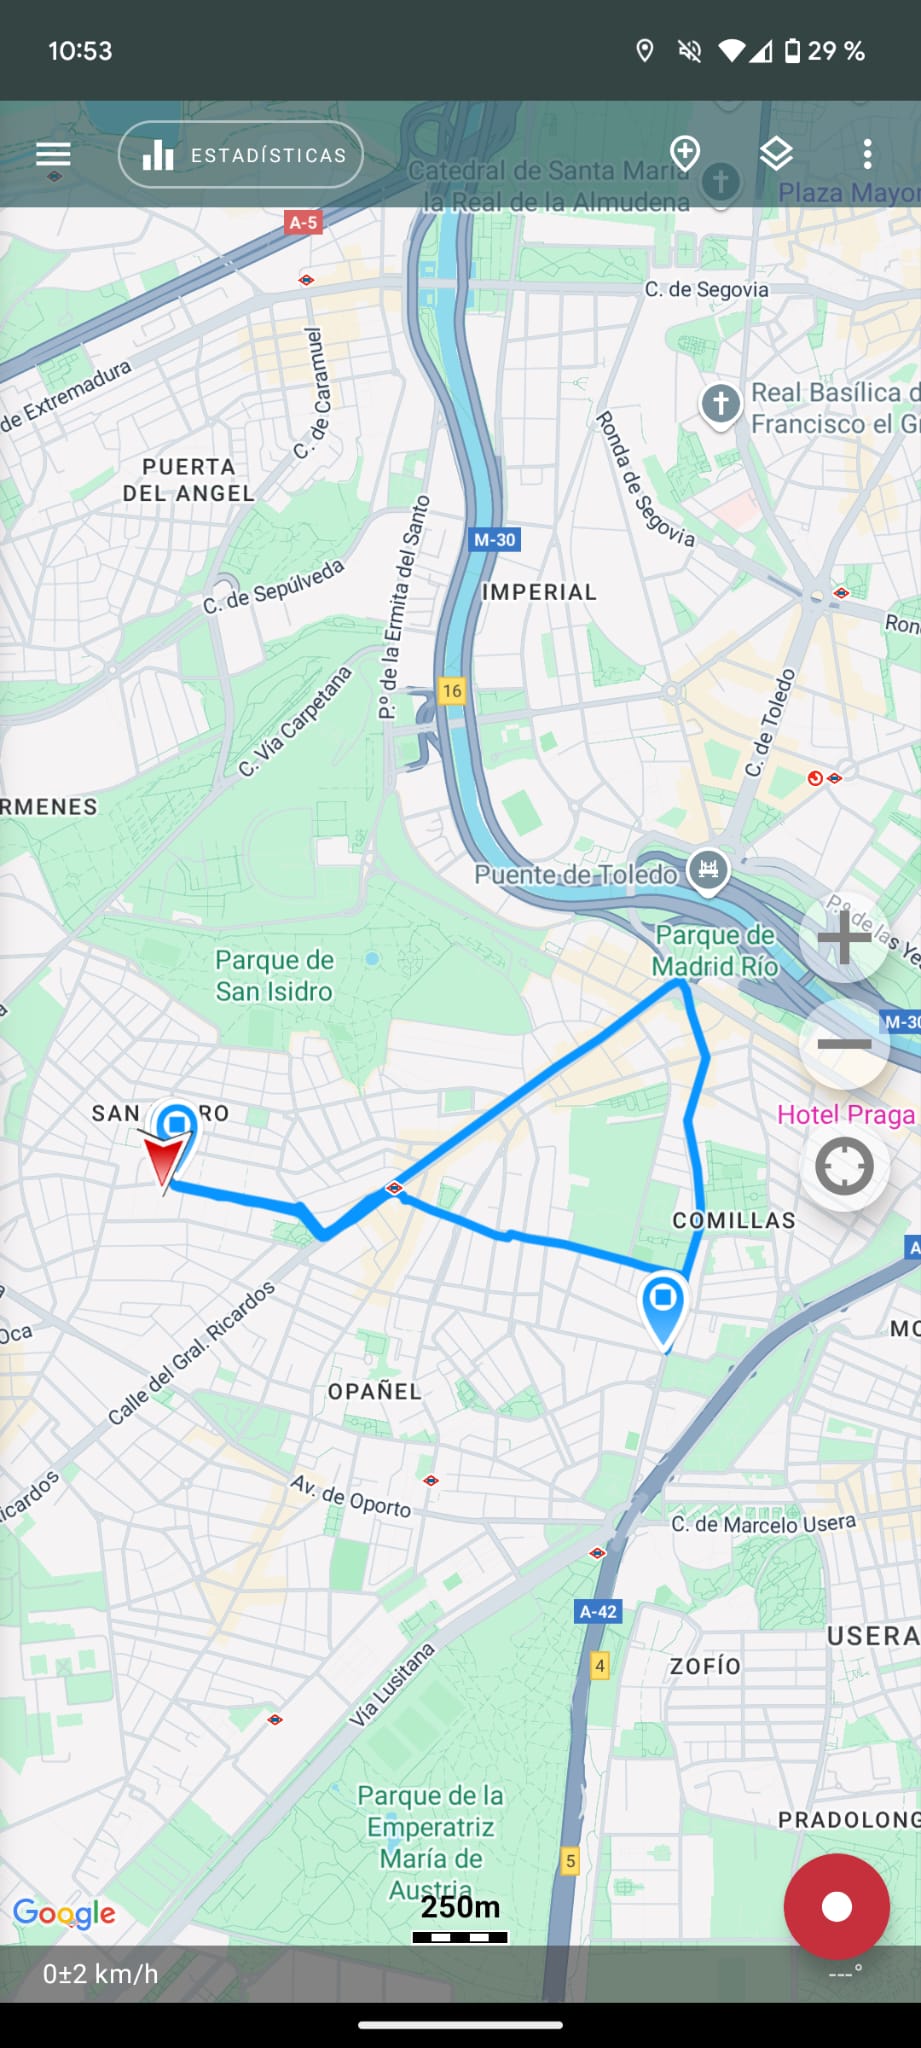 10:53
29 %
ESTADÍSTICAS
Catedral de Santa María
la Real de la Almudena
Plaza Mayor
A-5
C. de Segovia
de Extremadura
C. de Caramuel
Real Basílica d
Francisco el Gr
Ronda de Segovia
PUERTA
DEL ANGEL
M-30
C. de Sepúlveda
P.º de la Ermita del Santo
IMPERIAL
Ron
16
C. Vía Carpetana
C. de Toledo
RMENES
Puente de Toledo
P.º de las Ye
Parque de
Madrid Río
Parque de
San Isidro
M-30
SAN
RO
Hotel Praga
COMILLAS
A
Oca
Calle del Gral. Ricardos
MO
OPAÑEL
icardos
Av. de Oporto
C. de Marcelo Usera
A-42
USERA
4
ZOFÍO
Vía Lusitana
Parque de la
Emperatriz
María de
Austria
PRADOLONG
5
Google
250m
0±2 km/h
---°